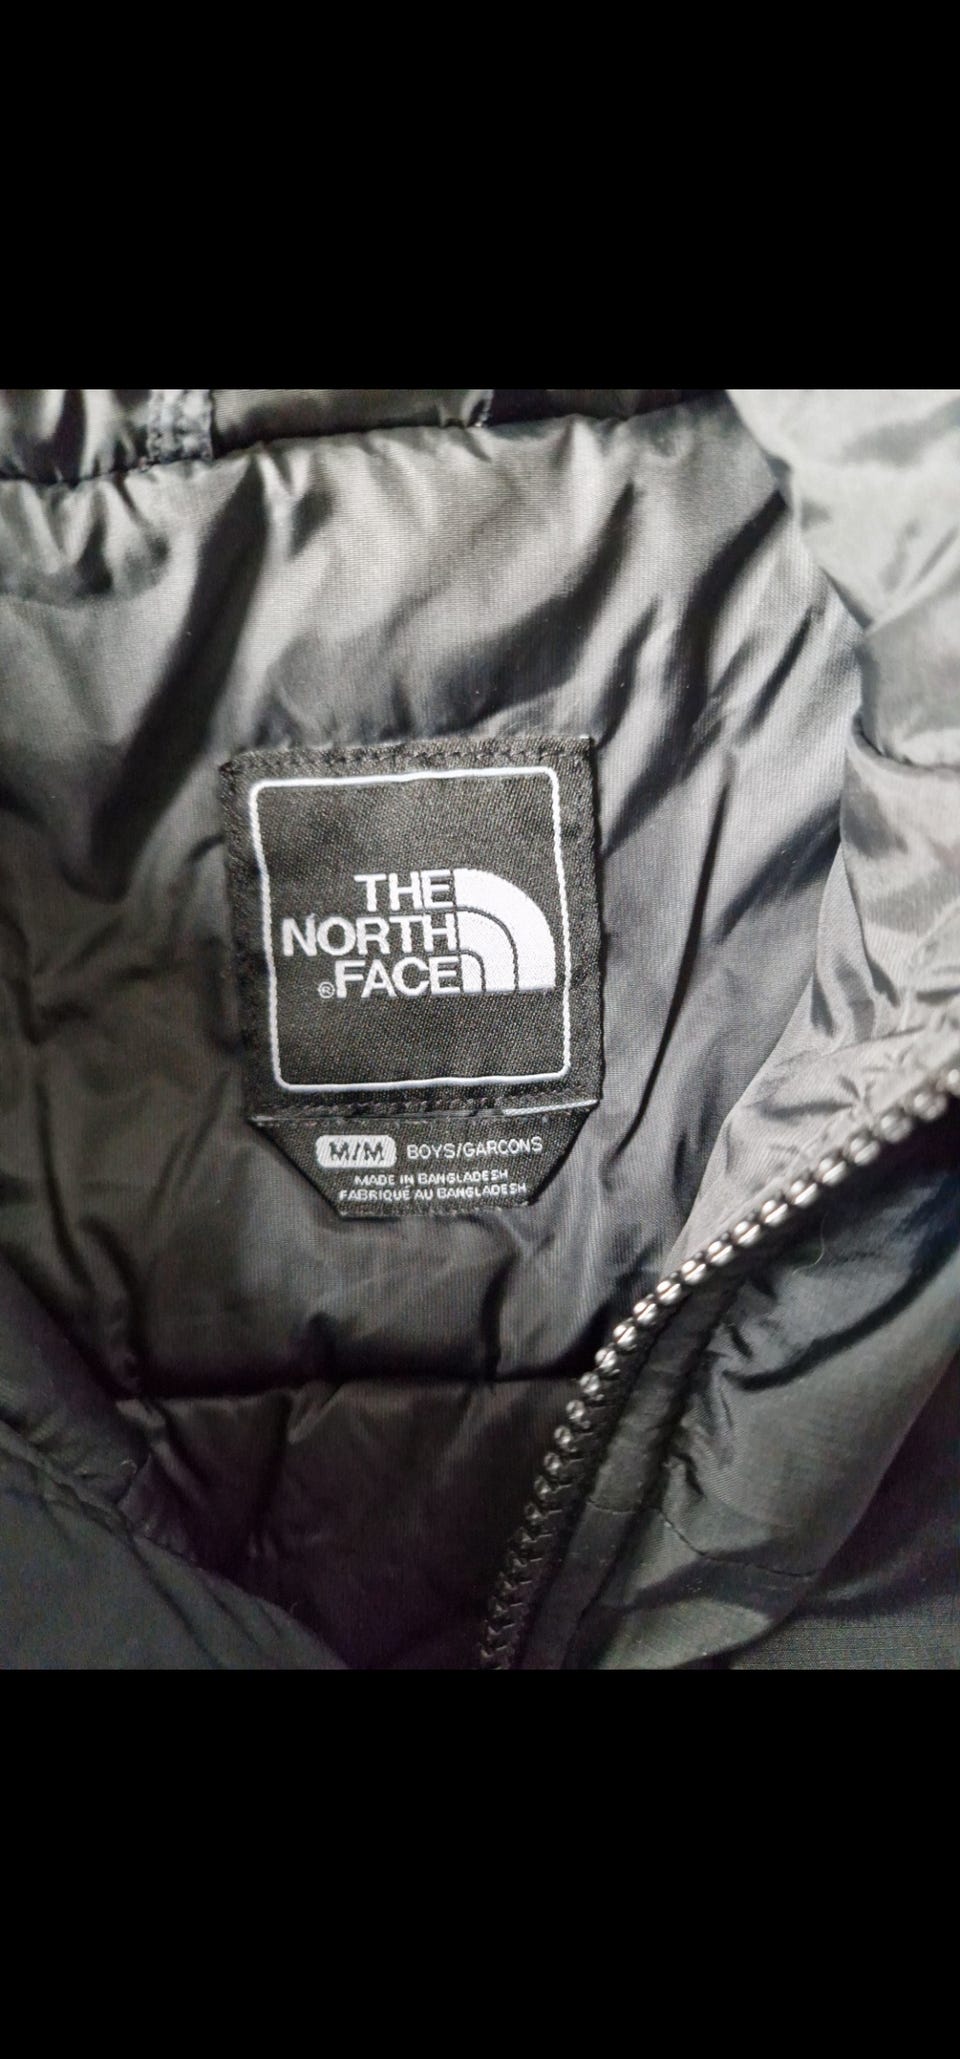 THE
NORTH
®FACE
M/M BOYS/GARCONS
MADE IN BANGLADESH
FABRIQUE AU BANGLADESH